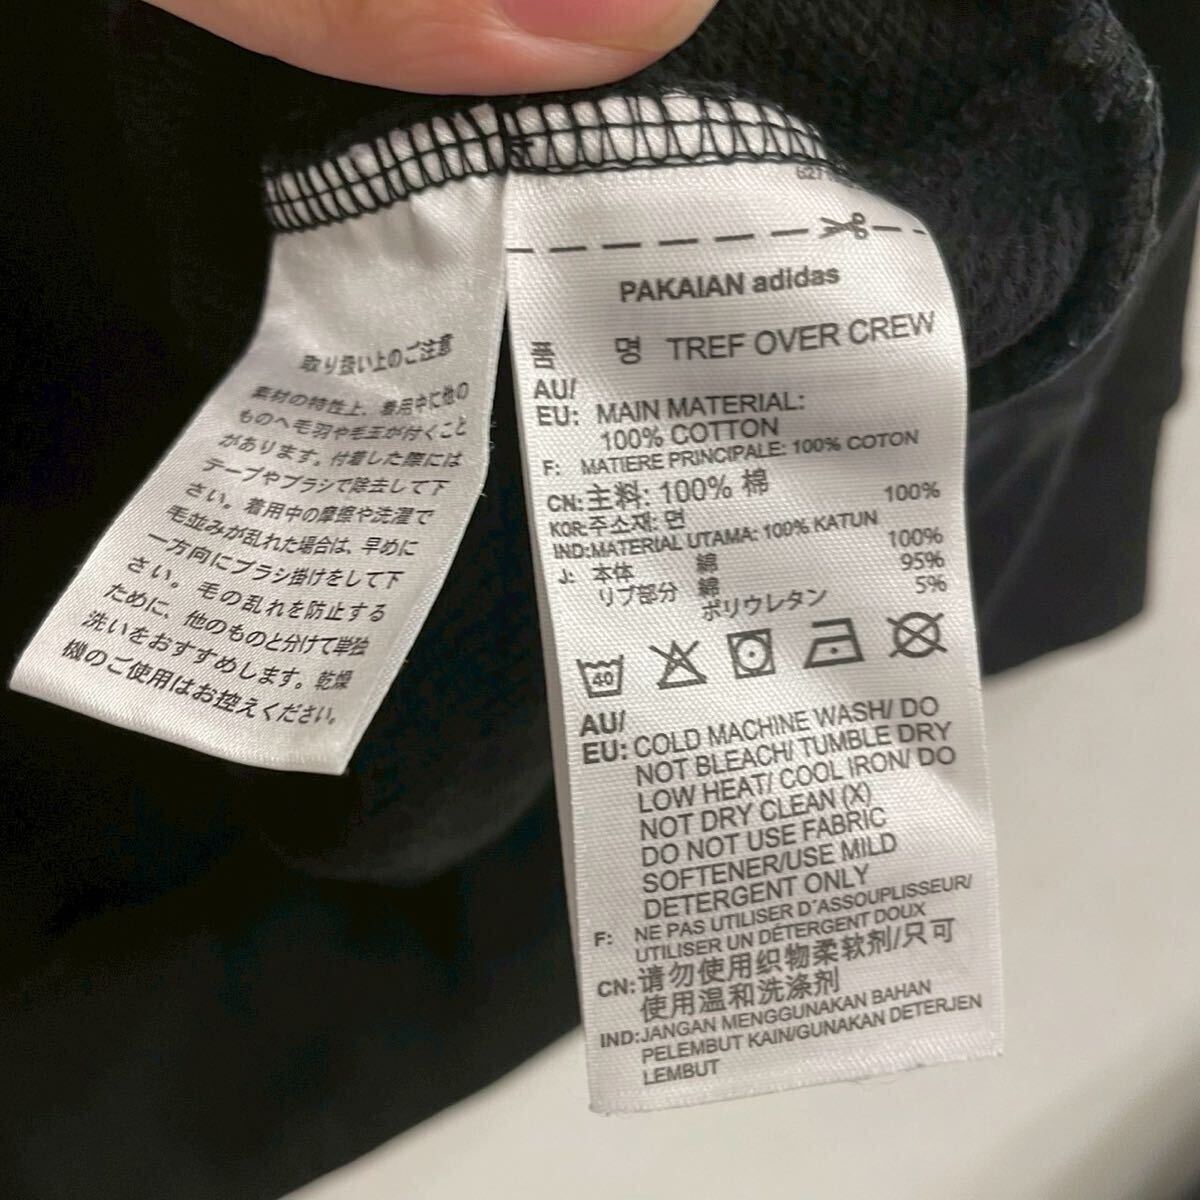 取り扱い上のご注意
素材の特性上、着用中に他の
ものへ毛羽や毛玉が付くこと
があります。付着した際には
テープやブラシで除去して下
さい。着用中の摩擦や洗濯で
毛並みが乱れた場合は、早めに
一方向にブラシ掛けをして下
さい。毛の乱れを防止する
ために、他のものと分けて単独
洗いをおすすめします。乾燥
機のご使用はお控えください。
PAKAIAN adidas
品 名 TREF OVER CREW
AU/
EU: MAIN MATERIAL:
100% COTTON
F: MATIERE PRINCIPALE: 100% COTON
CN: 主料: 100% 棉
KOR: 주소재: 면 100%
IND: MATERIAL UTAMA: 100% KATUN
J: 本体 綿 100%
リブ部分 綿 95%
ポリウレタン 5%
40
AU/
EU: COLD MACHINE WASH/ DO
NOT BLEACH/ TUMBLE DRY
LOW HEAT/ COOL IRON/ DO
NOT DRY CLEAN (X)
DO NOT USE FABRIC
SOFTENER/USE MILD
DETERGENT ONLY
F: NE PAS UTILISER D'ASSOUPLISSEUR/
UTILISER UN DÉTERGENT DOUX
CN: 请勿使用织物柔软剂/只可
使用温和洗涤剂
IND: JANGAN MENGGUNAKAN BAHAN
PELEMBUT KAIN/GUNAKAN DETERJEN
LEMBUT